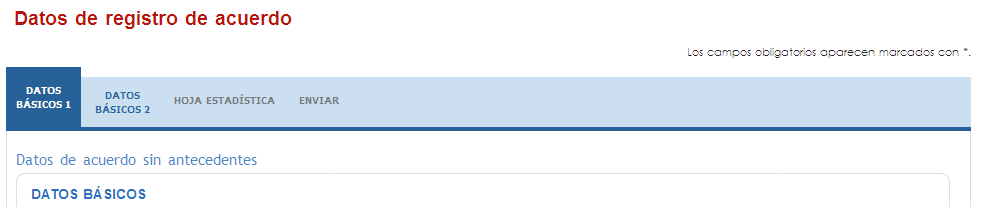 Datos de registro de acuerdo
Los campos obligatorios aparecen marcados con *.
DATOS
BÁSICOS 1
DATOS
BÁSICOS 2
HOJA ESTADÍSTICA
ENVIAR
Datos de acuerdo sin antecedentes
DATOS BÁSICOS